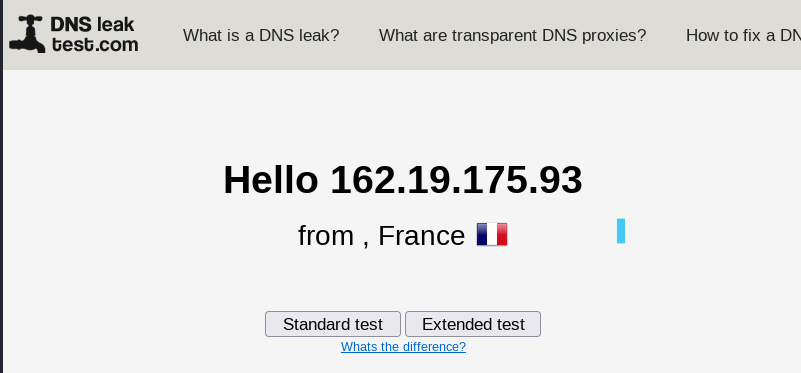 DNS leak
test.com
What is a DNS leak? What are transparent DNS proxies? How to fix a DN
Hello 162.19.175.93
from , France
Standard test Extended test
Whats the difference?